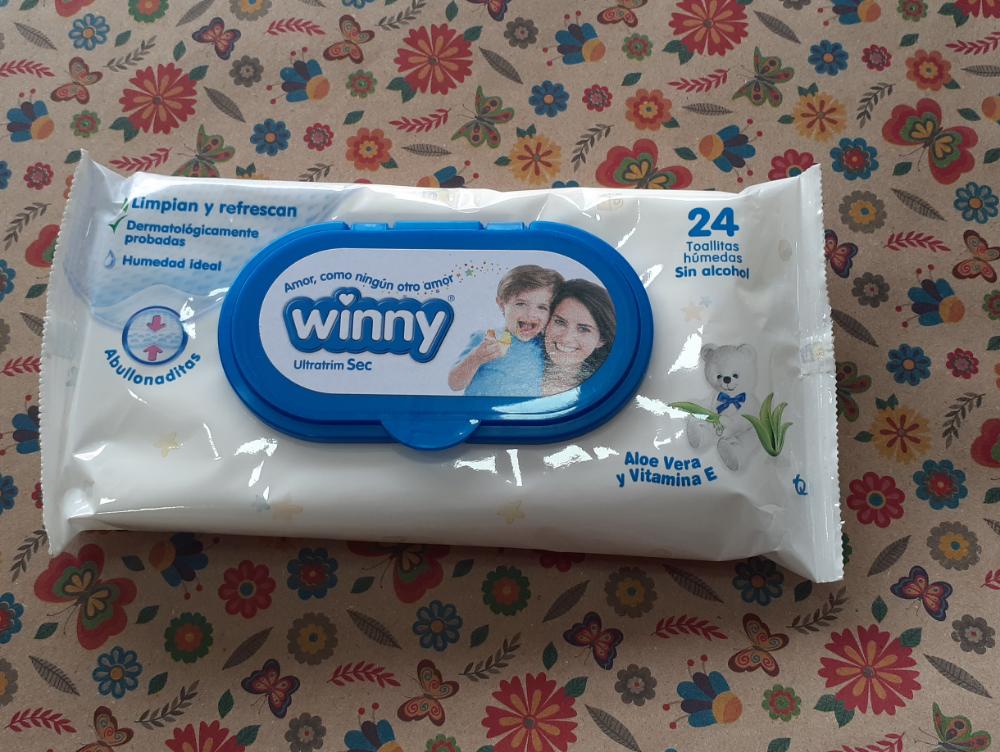 Limpian y refrescan
Dermatológicamente
probadas
Humedad ideal
Abullonaditas
Amor, como ningún otro amor
winny®
Ultratrim Sec
24
Toallitas
húmedas
Sin alcohol
Aloe Vera
y Vitamina E